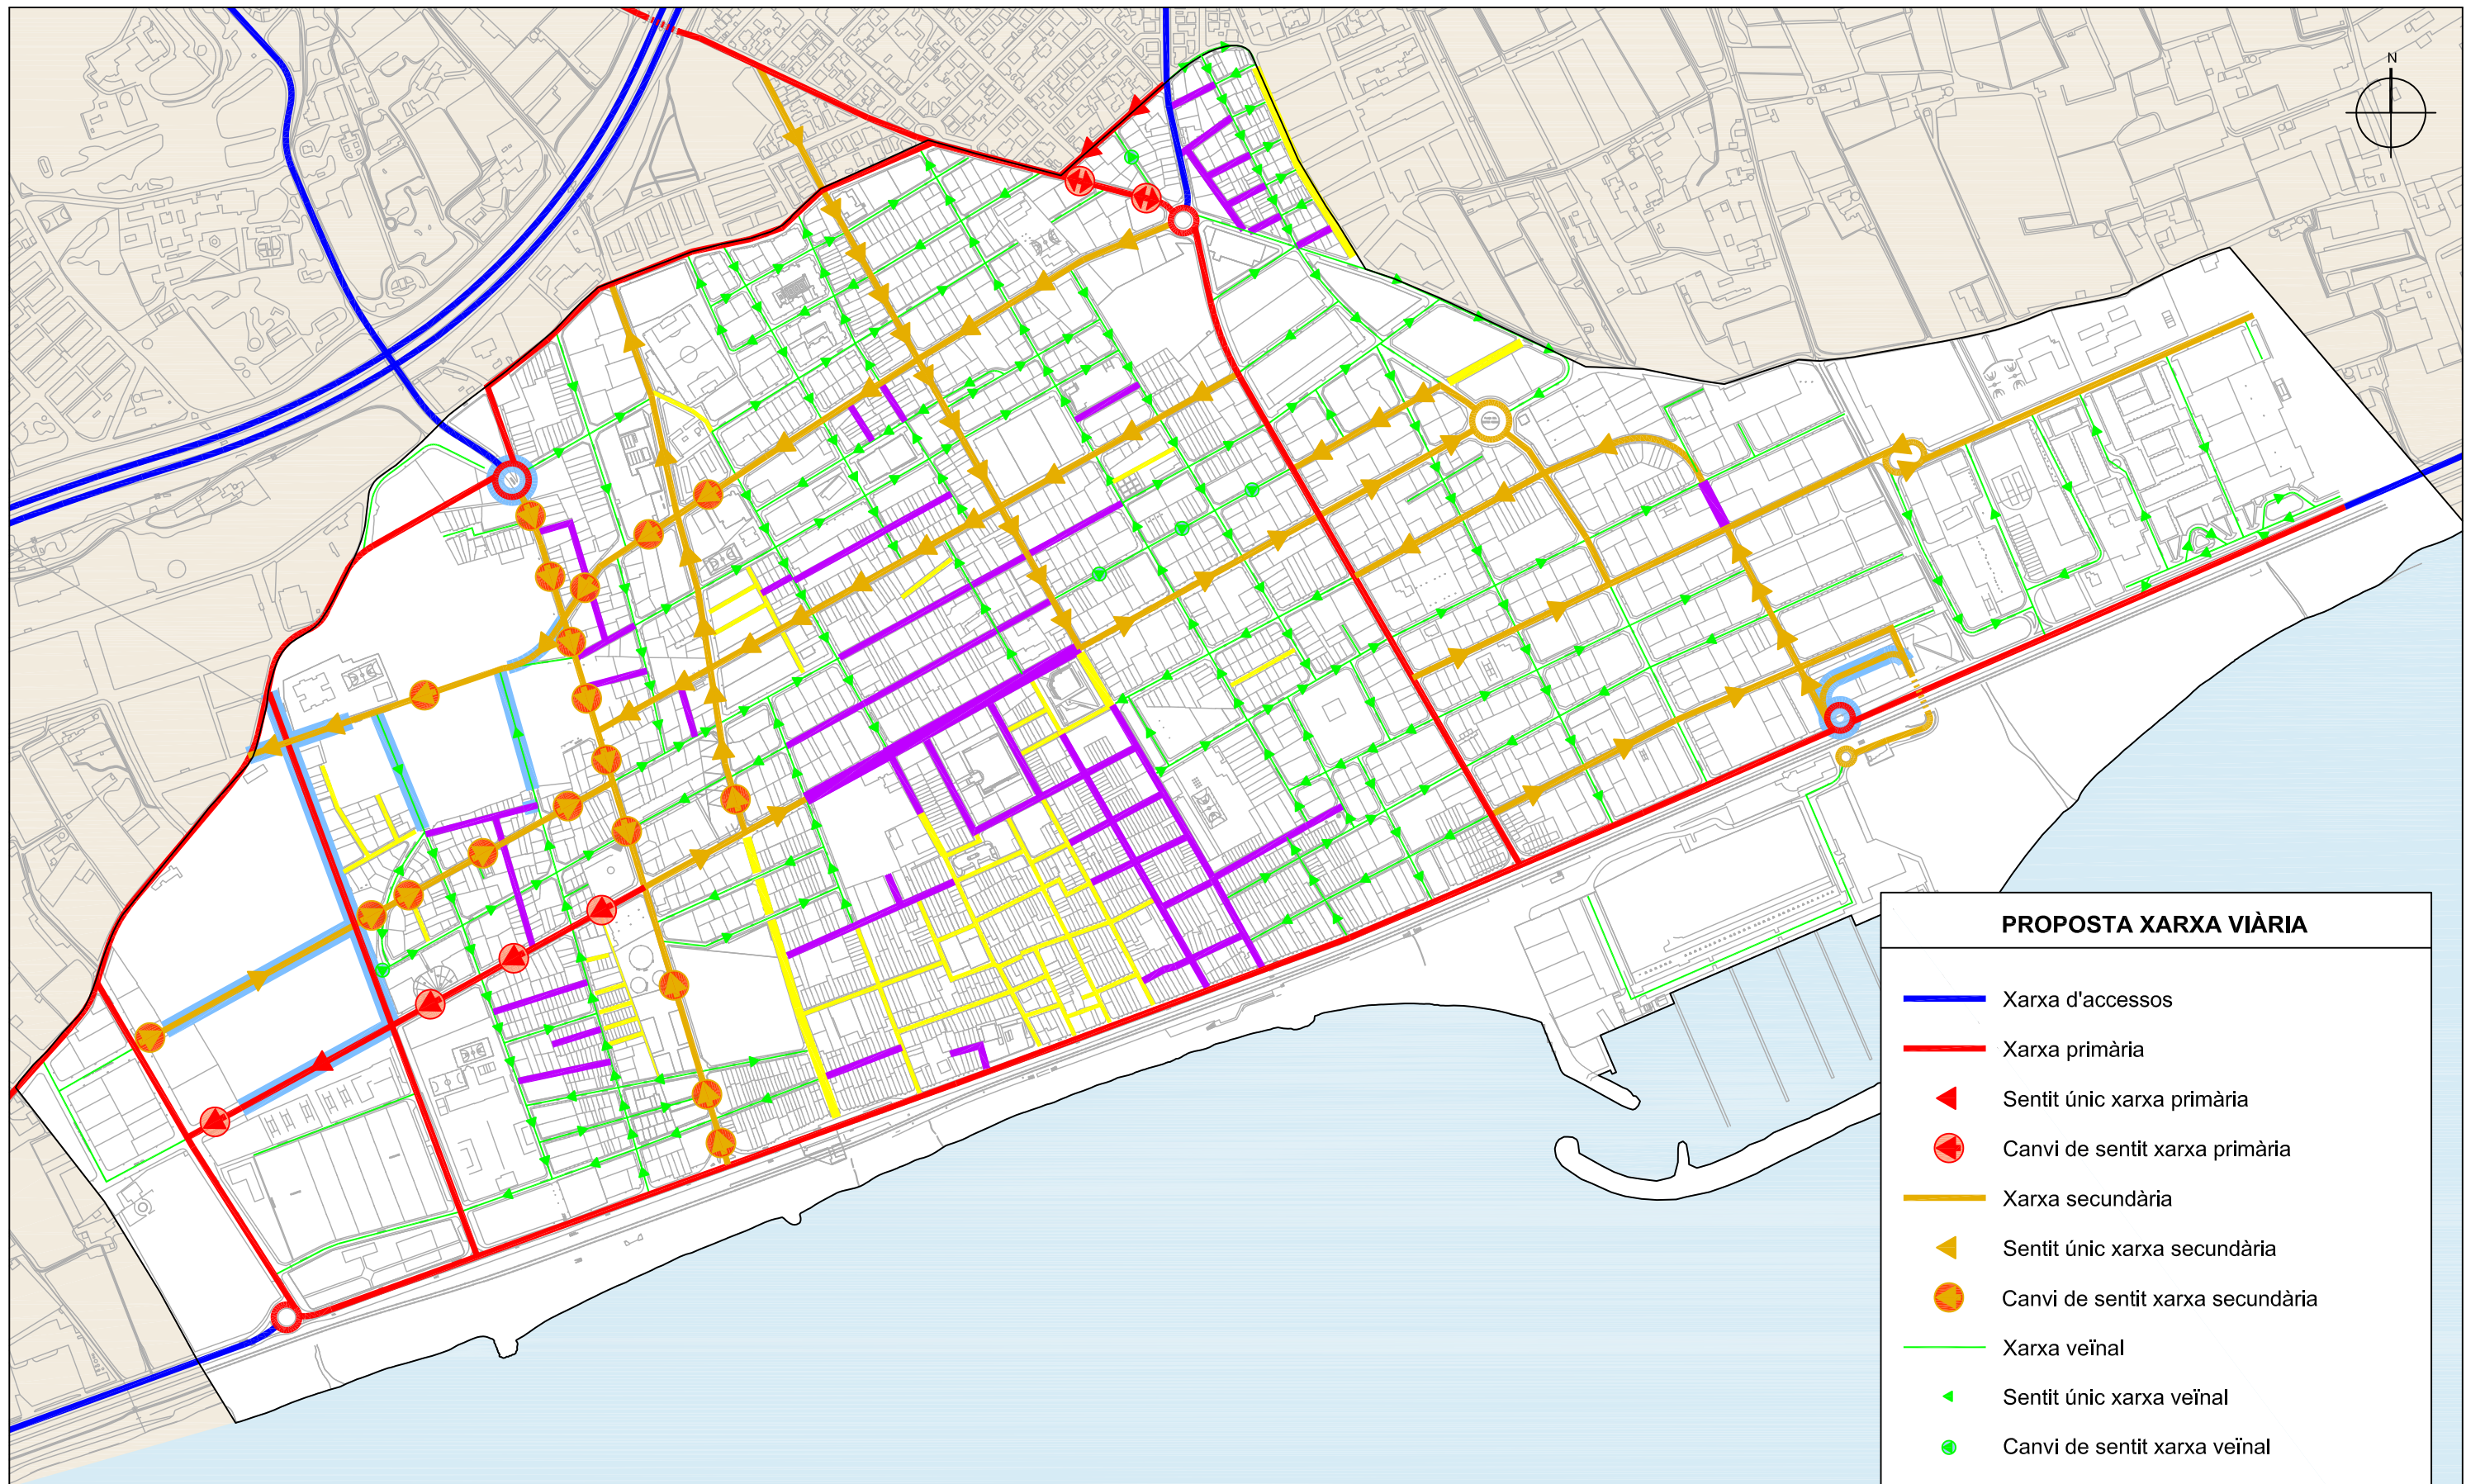 N
PROPOSTA XARXA VIÀRIA
Xarxa d'accessos
Xarxa primària
Sentit únic xarxa primària
Canvi de sentit xarxa primària
Xarxa secundària
Sentit únic xarxa secundària
Canvi de sentit xarxa secundària
Xarxa veïnal
Sentit únic xarxa veïnal
Canvi de sentit xarxa veïnal